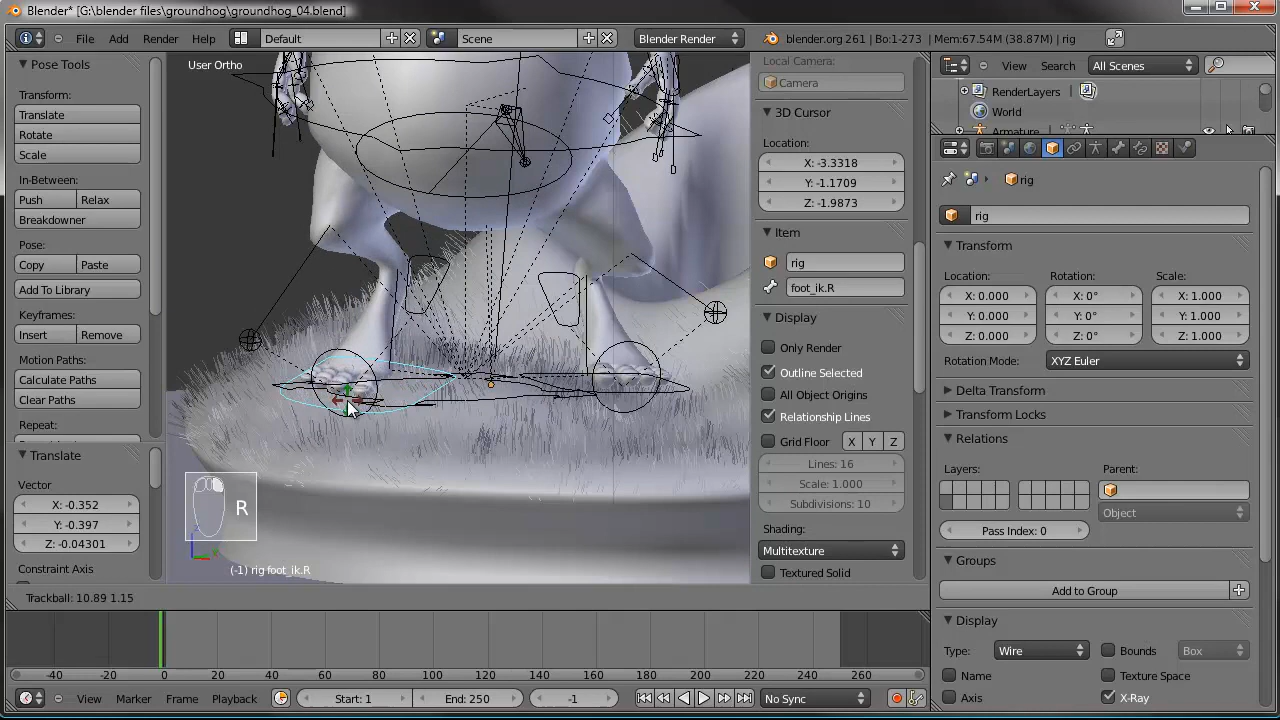 Blender* [G:\blender files\groundhog\groundhog_04.blend]
File Add Render Help Default Scene Blender Render blender.org 261 | Bo:1-273 | Mem:67.54M (38.87M) | rig
Pose Tools
Transform:
Translate
Rotate
Scale
In-Between:
Push Relax
Breakdowner
Pose:
Copy Paste
Add To Library
Keyframes:
Insert Remove
Motion Paths:
Calculate Paths
Clear Paths
Repeat:
Translate
Vector
X: -0.352
Y: -0.397
Z: -0.04301
Constraint Axis
User Ortho
R
(-1) rig foot_ik.R
Local Camera:
Camera
3D Cursor
Location:
X: -3.3318
Y: -1.1709
Z: -1.9873
Item
rig
foot_ik.R
Display
Only Render
Outline Selected
All Object Origins
Relationship Lines
Grid Floor X Y Z
Lines: 16
Scale: 1.000
Subdivisions: 10
Shading:
Multitexture
Textured Solid
View Search All Scenes
RenderLayers
World
Armature
rig
rig
Transform
Location: Rotation: Scale:
X: 0.000 X: 0° X: 1.000
Y: 0.000 Y: 0° Y: 1.000
Z: 0.000 Z: 0° Z: 1.000
Rotation Mode: XYZ Euler
Delta Transform
Transform Locks
Relations
Layers: Parent:
Object
Pass Index: 0
Groups
Add to Group
Display
Type: Wire Bounds Box
Name Texture Space
Axis X-Ray
Trackball: 10.89 1.15
-40 -20 0 20 40 60 80 100 120 140 160 180 200 220 240 260
View Marker Frame Playback Start: 1 End: 250 -1 No Sync